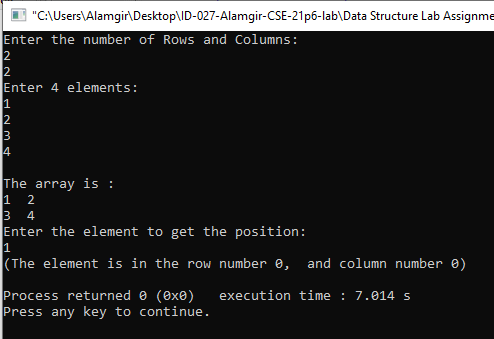 "C:\Users\Alamgir\Desktop\ID-027-Alamgir-CSE-21p6-lab\Data Structure Lab Assignme
Enter the number of Rows and Columns:
2
2
Enter 4 elements:
1
2
3
4
The array is :
1  2
3  4
Enter the element to get the position:
1
(The element is in the row number 0,  and column number 0)
Process returned 0 (0x0)   execution time : 7.014 s
Press any key to continue.